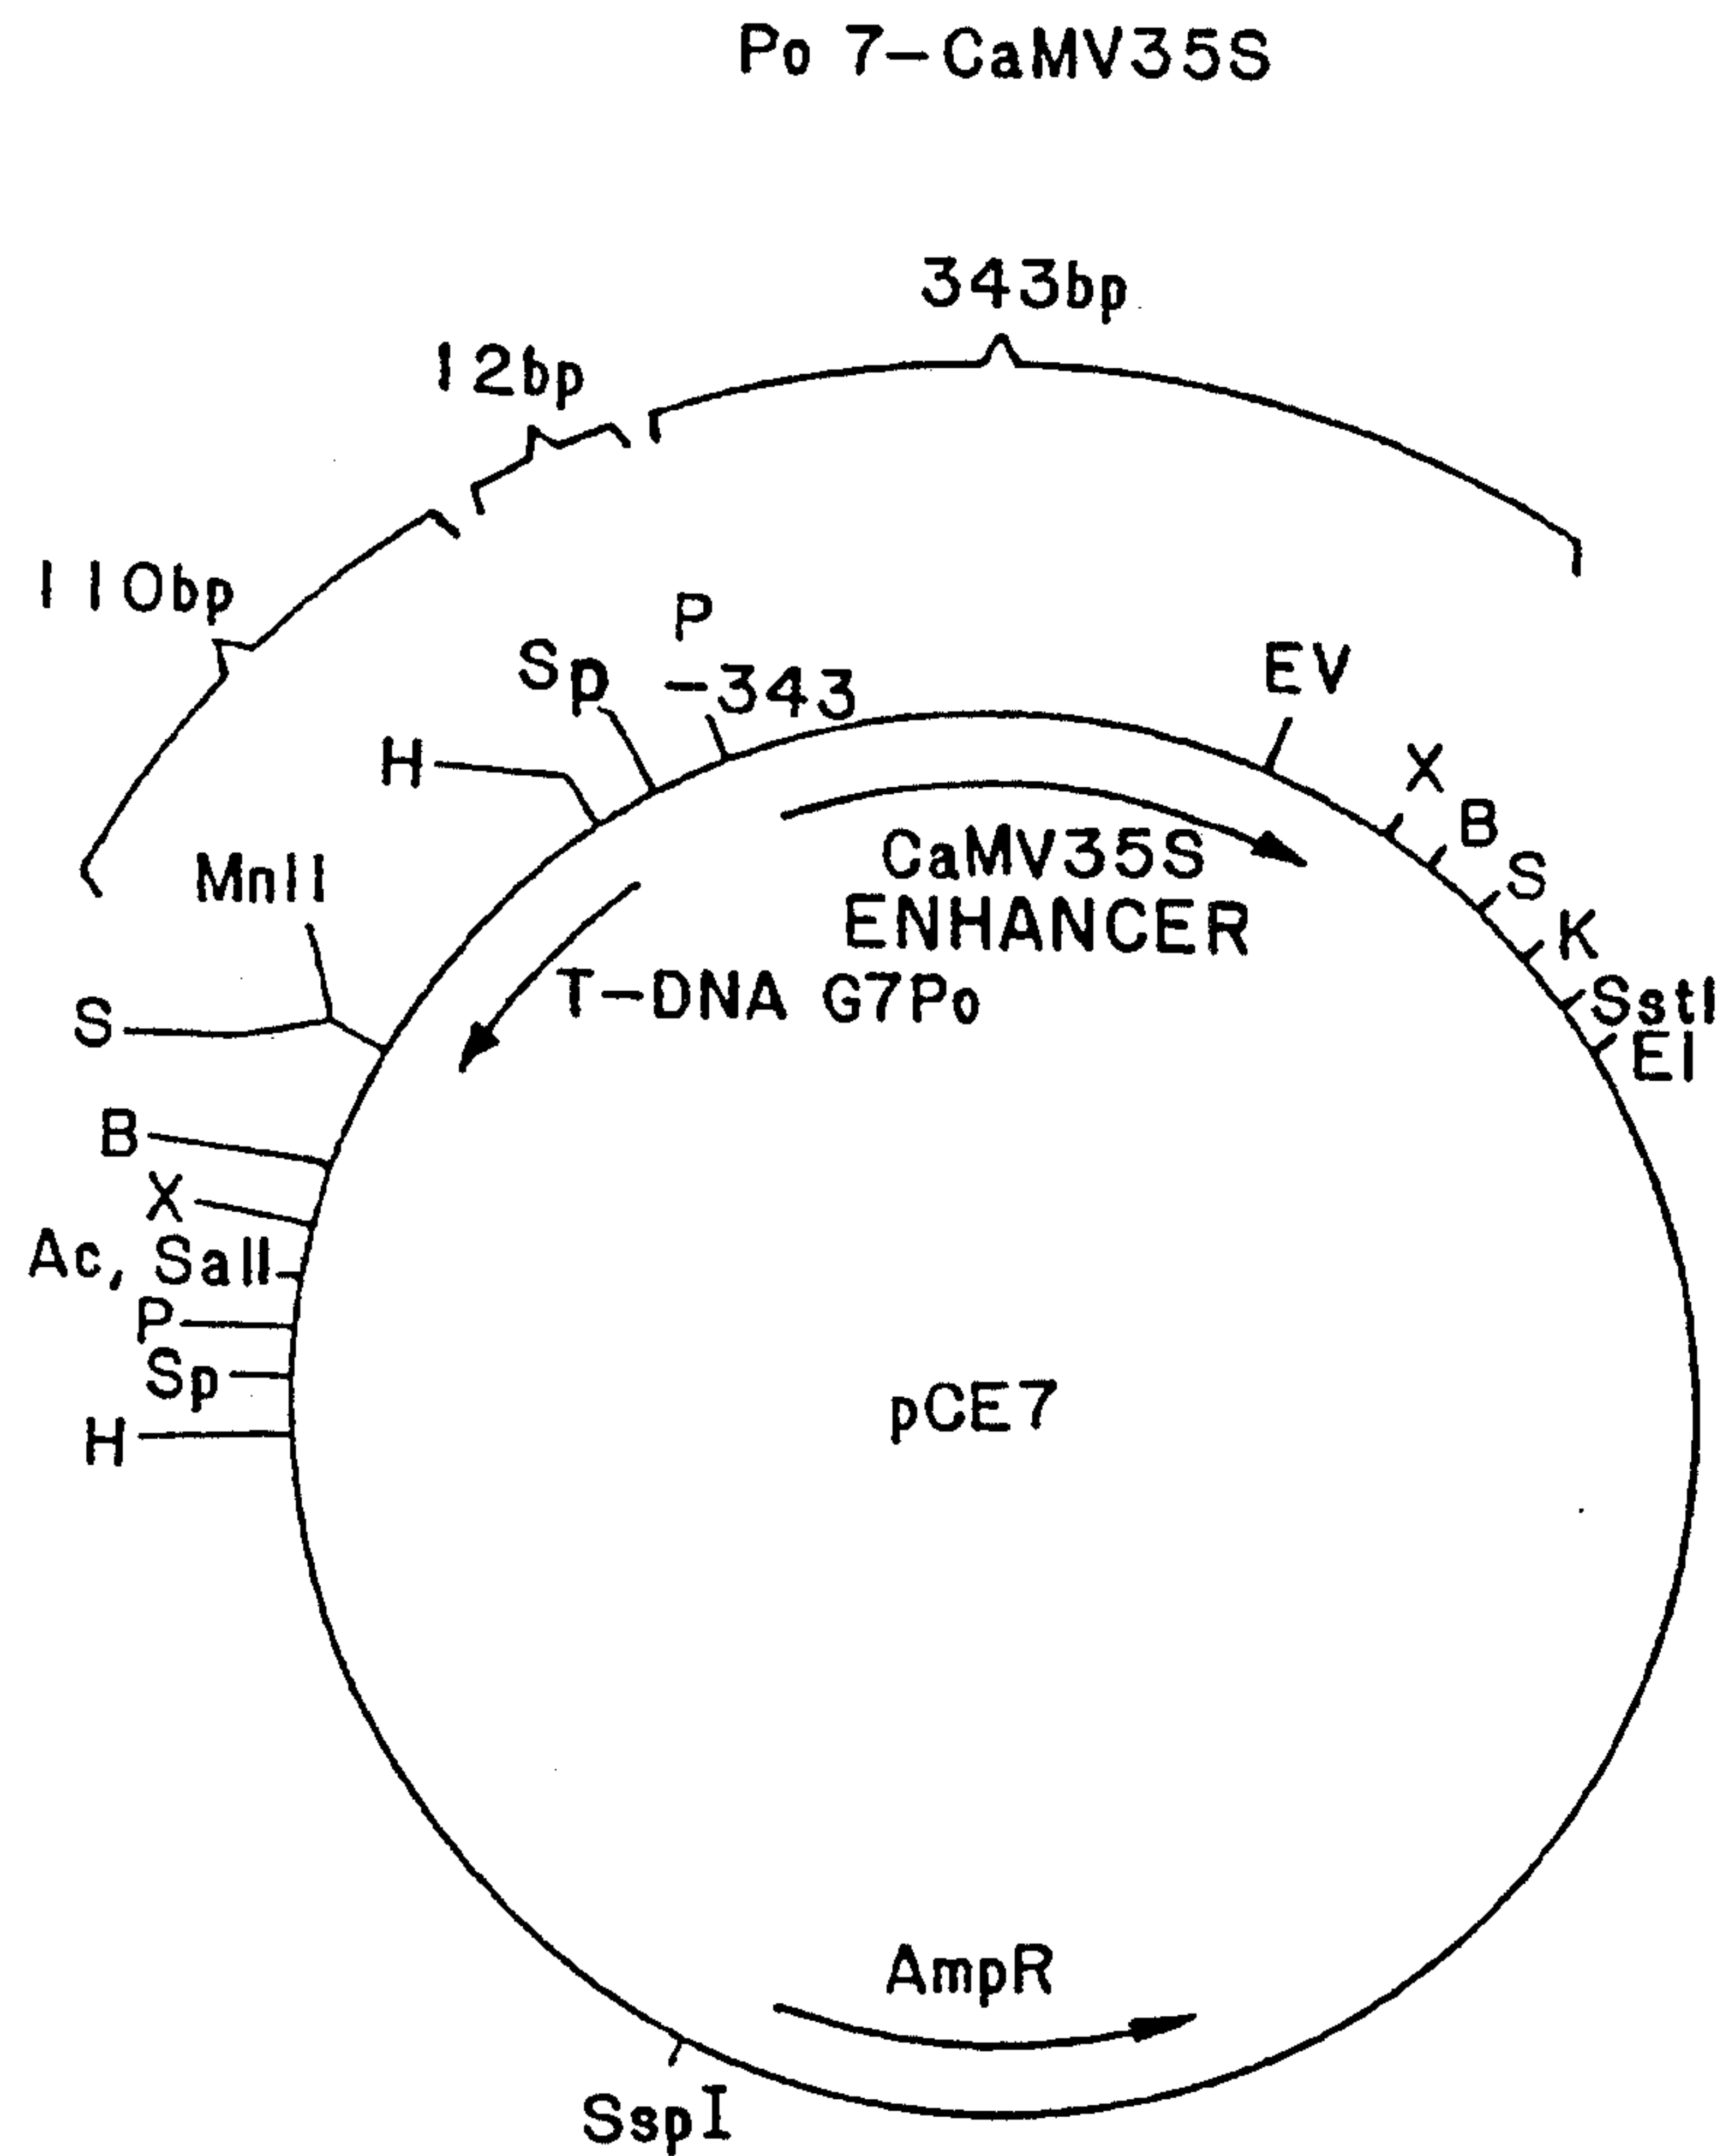 Po 7-CaMV35S
343bp
12bp
110bp
P
Sp -343
EV
H
X
B
CaMV35S
MnlI
S
ENHANCER
K
T-DNA G7Po
SstI
S
EI
B
X
Ac, SalI
P
Sp
pCE7
H
AmpR
SspI